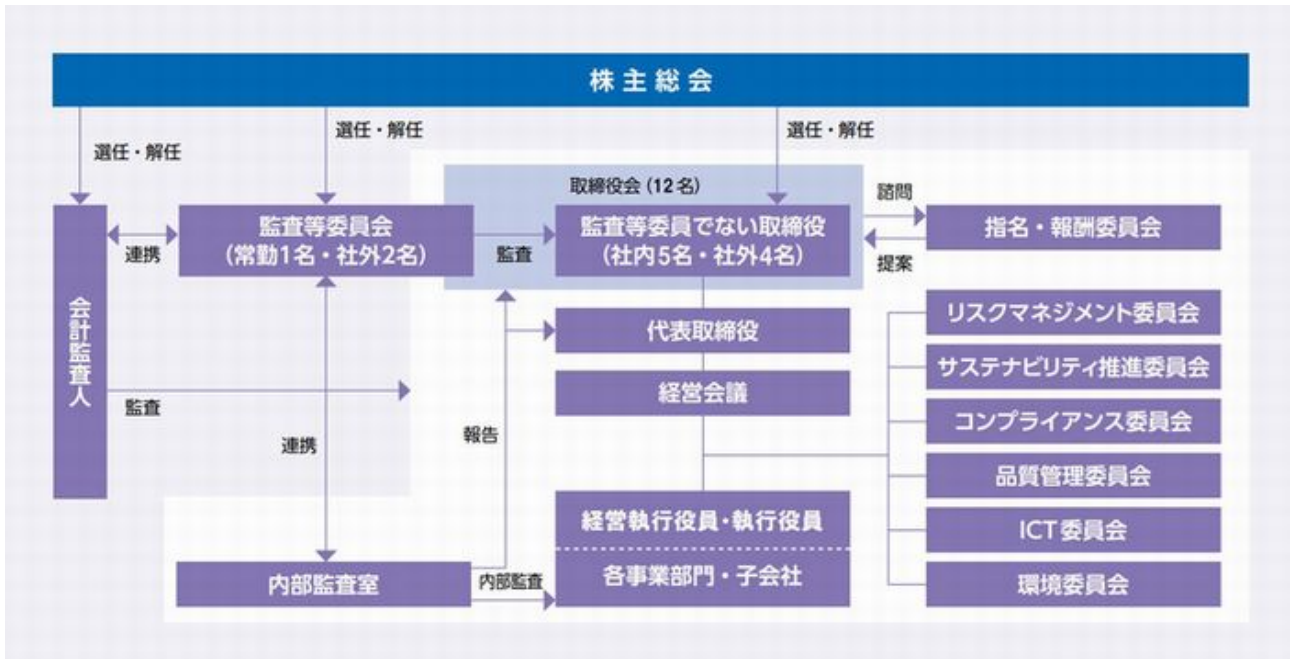 株主総会
選任・解任
選任・解任
選任・解任
取締役会(12名)
会計監査人
連携
監査等委員会
(常勤1名・社外2名)
監査
監査等委員でない取締役
(社内5名・社外4名)
諮問
提案
指名・報酬委員会
代表取締役
経営会議
監査
連携
報告
リスクマネジメント委員会
サステナビリティ推進委員会
コンプライアンス委員会
品質管理委員会
ICT委員会
環境委員会
経営執行役員・執行役員
各事業部門・子会社
内部監査室
内部監査